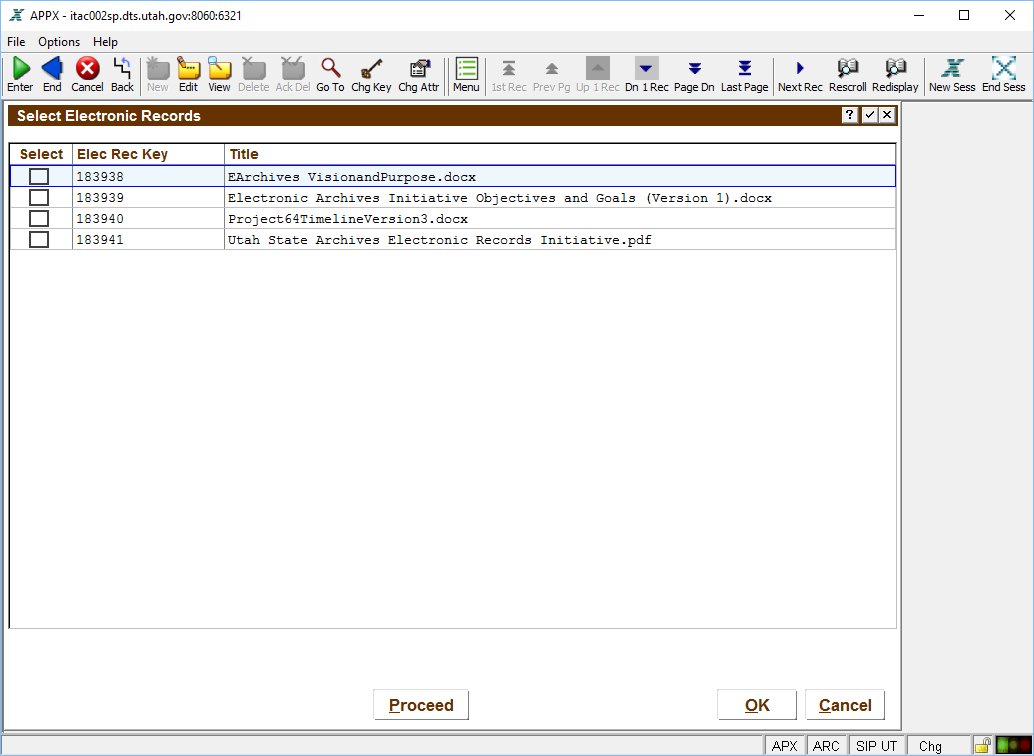 APPX - itac002sp.dts.utah.gov:8060:6321
File Options Help
Enter End Cancel Back New Edit View Delete Ack Del Go To Chg Key Chg Attr Menu 1st Rec Prev Pg Up 1 Rec Dn 1 Rec Page Dn Last Page Next Rec Rescroll Redisplay New Sess End Sess
Select Electronic Records ?
Select Elec Rec Key Title
183938 EArchives VisionandPurpose.docx
183939 Electronic Archives Initiative Objectives and Goals (Version 1).docx
183940 Project64TimelineVersion3.docx
183941 Utah State Archives Electronic Records Initiative.pdf
Proceed OK Cancel
APX ARC SIP UT Chg